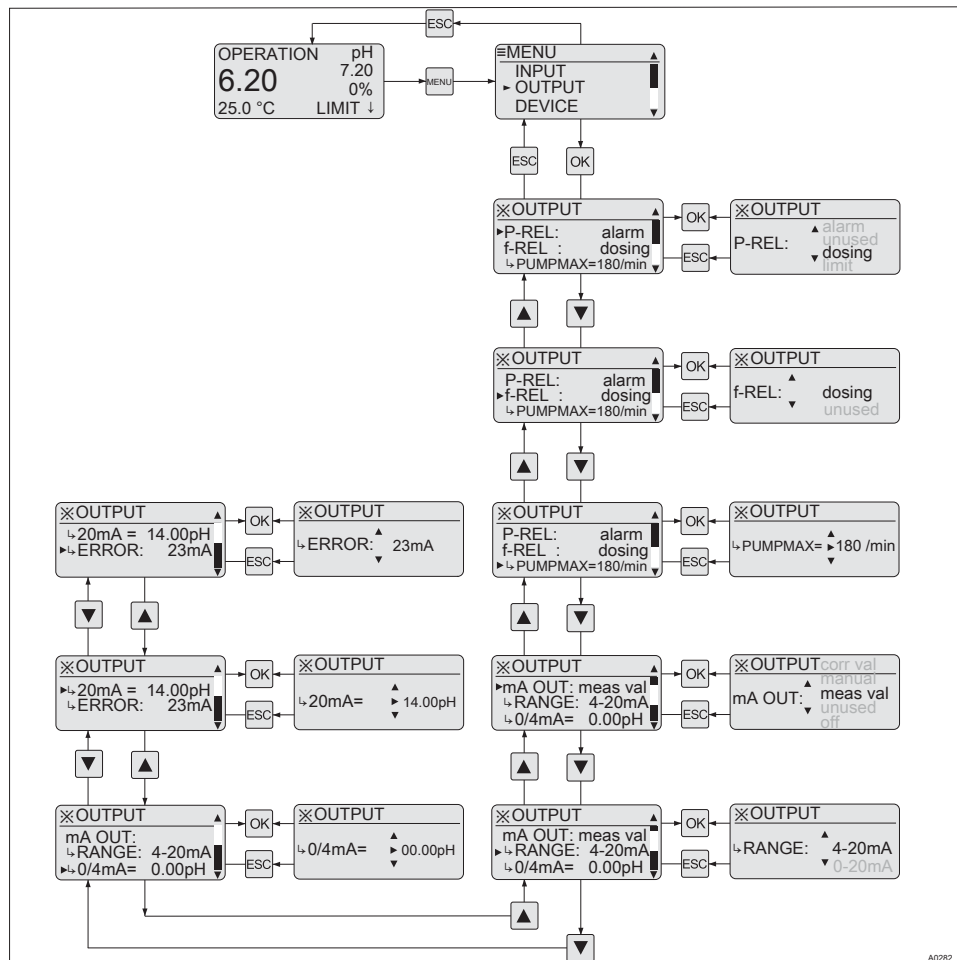 ESC
OPERATION pH
6.20 7.20
0%
25.0 °C LIMIT ↓
MENU
≡MENU
INPUT
▸ OUTPUT
DEVICE
ESC OK
※OUTPUT
▸P-REL: alarm
f-REL : dosing
↳PUMPMAX=180/min
OK
ESC
※OUTPUT
P-REL:
alarm
unused
dosing
limit
※OUTPUT
P-REL: alarm
▸f-REL : dosing
↳PUMPMAX=180/min
OK
ESC
※OUTPUT
f-REL: dosing
unused
※OUTPUT
P-REL: alarm
f-REL : dosing
▸↳PUMPMAX=180/min
OK
ESC
※OUTPUT
↳PUMPMAX= ▸180 /min
※OUTPUT
▸mA OUT: meas val
↳RANGE: 4-20mA
↳0/4mA= 0.00pH
OK
ESC
※OUTPUT corr val
manual
mA OUT: meas val
unused
off
※OUTPUT
mA OUT: meas val
▸↳RANGE: 4-20mA
↳0/4mA= 0.00pH
OK
ESC
※OUTPUT
↳RANGE: 4-20mA
0-20mA
※OUTPUT
mA OUT:
↳RANGE: 4-20mA
▸↳0/4mA= 0.00pH
OK
ESC
※OUTPUT
↳0/4mA= ▸ 00.00pH
※OUTPUT
▸↳20mA = 14.00pH
↳ERROR: 23mA
OK
ESC
※OUTPUT
↳20mA= ▸ 14.00pH
※OUTPUT
↳20mA = 14.00pH
▸↳ERROR: 23mA
OK
ESC
※OUTPUT
↳ERROR: 23mA
A0282